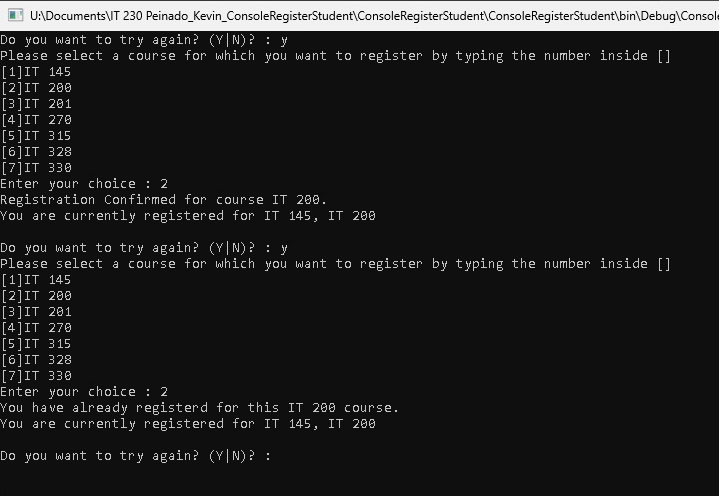 U:\Documents\IT 230 Peinado_Kevin_ConsoleRegisterStudent\ConsoleRegisterStudent\ConsoleRegisterStudent\bin\Debug\Consol
Do you want to try again? (Y|N)? : y
Please select a course for which you want to register by typing the number inside []
[1]IT 145
[2]IT 200
[3]IT 201
[4]IT 270
[5]IT 315
[6]IT 328
[7]IT 330
Enter your choice : 2
Registration Confirmed for course IT 200.
You are currently registered for IT 145, IT 200
Do you want to try again? (Y|N)? : y
Please select a course for which you want to register by typing the number inside []
[1]IT 145
[2]IT 200
[3]IT 201
[4]IT 270
[5]IT 315
[6]IT 328
[7]IT 330
Enter your choice : 2
You have already registerd for this IT 200 course.
You are currently registered for IT 145, IT 200
Do you want to try again? (Y|N)? :